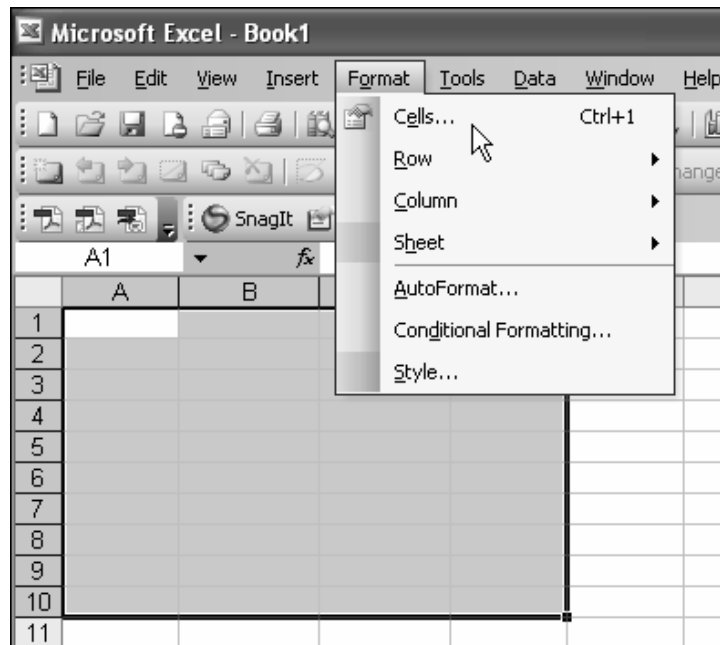 Microsoft Excel - Book1
File Edit View Insert Format Tools Data Window Help
Cells... Ctrl+1
Row
Column
Sheet
AutoFormat...
Conditional Formatting...
Style...
SnagIt
A1 fx
A B
1
2
3
4
5
6
7
8
9
10
11